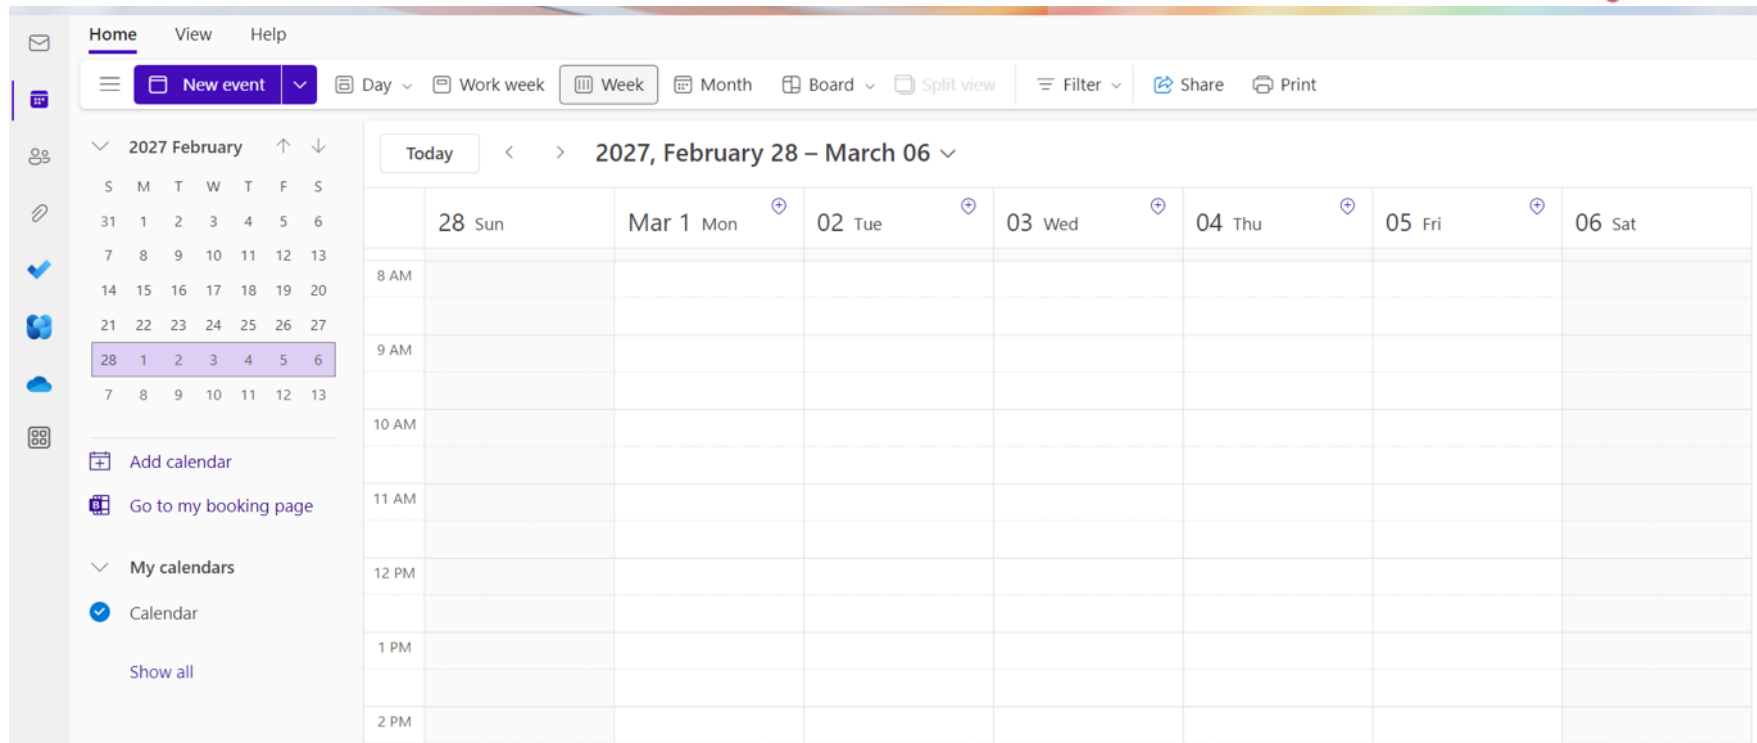 Home View Help
New event Day Work week Week Month Board Split view Filter Share Print
2027 February
S M T W T F S
31 1 2 3 4 5 6
7 8 9 10 11 12 13
14 15 16 17 18 19 20
21 22 23 24 25 26 27
28 1 2 3 4 5 6
7 8 9 10 11 12 13
Add calendar
Go to my booking page
My calendars
Calendar
Show all
Today 2027, February 28 – March 06
28 Sun Mar 1 Mon 02 Tue 03 Wed 04 Thu 05 Fri 06 Sat
8 AM
9 AM
10 AM
11 AM
12 PM
1 PM
2 PM